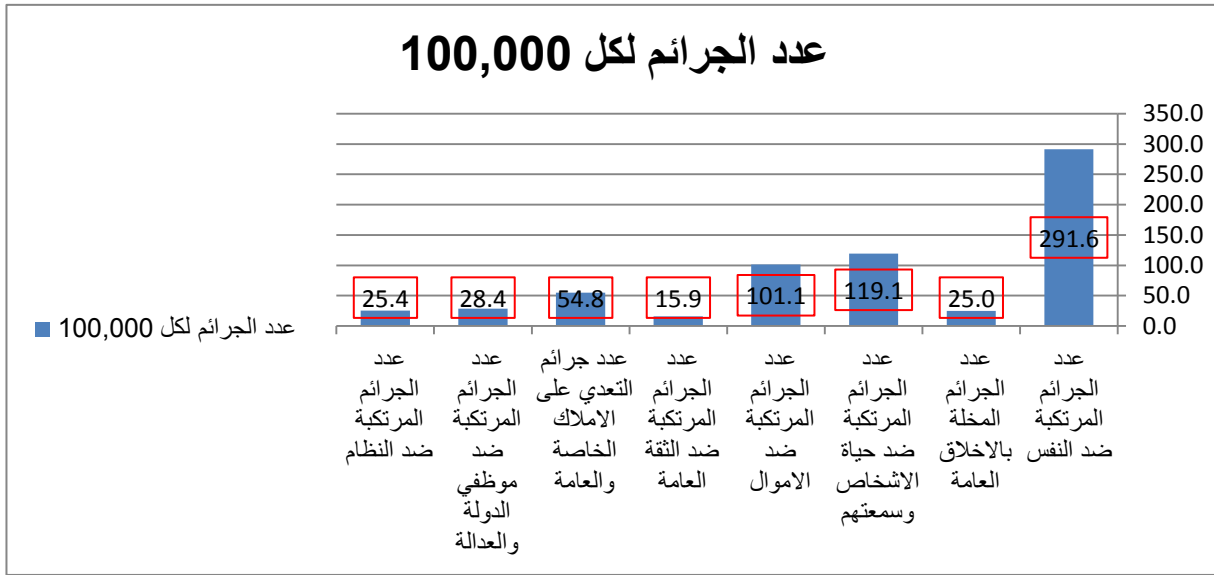 عدد الجرائم لكل 100,000
350.0
300.0
250.0
200.0
150.0
100.0
50.0
0.0
291.6
25.0
119.1
101.1
15.9
54.8
28.4
25.4
عدد
الجرائم
المرتكبة
ضد النفس
عدد
الجرائم
المخلة
بالاخلاق
العامة
عدد
الجرائم
المرتكبة
ضد حياة
الاشخاص
وسمعتهم
عدد
الجرائم
المرتكبة
ضد
الاموال
عدد
الجرائم
المرتكبة
ضد الثقة
العامة
عدد جرائم
التعدي على
الاملاك
الخاصة
والعامة
عدد
الجرائم
المرتكبة
ضد
موظفي
الدولة
والعدالة
عدد
الجرائم
المرتكبة
ضد النظام
عدد الجرائم لكل 100,000